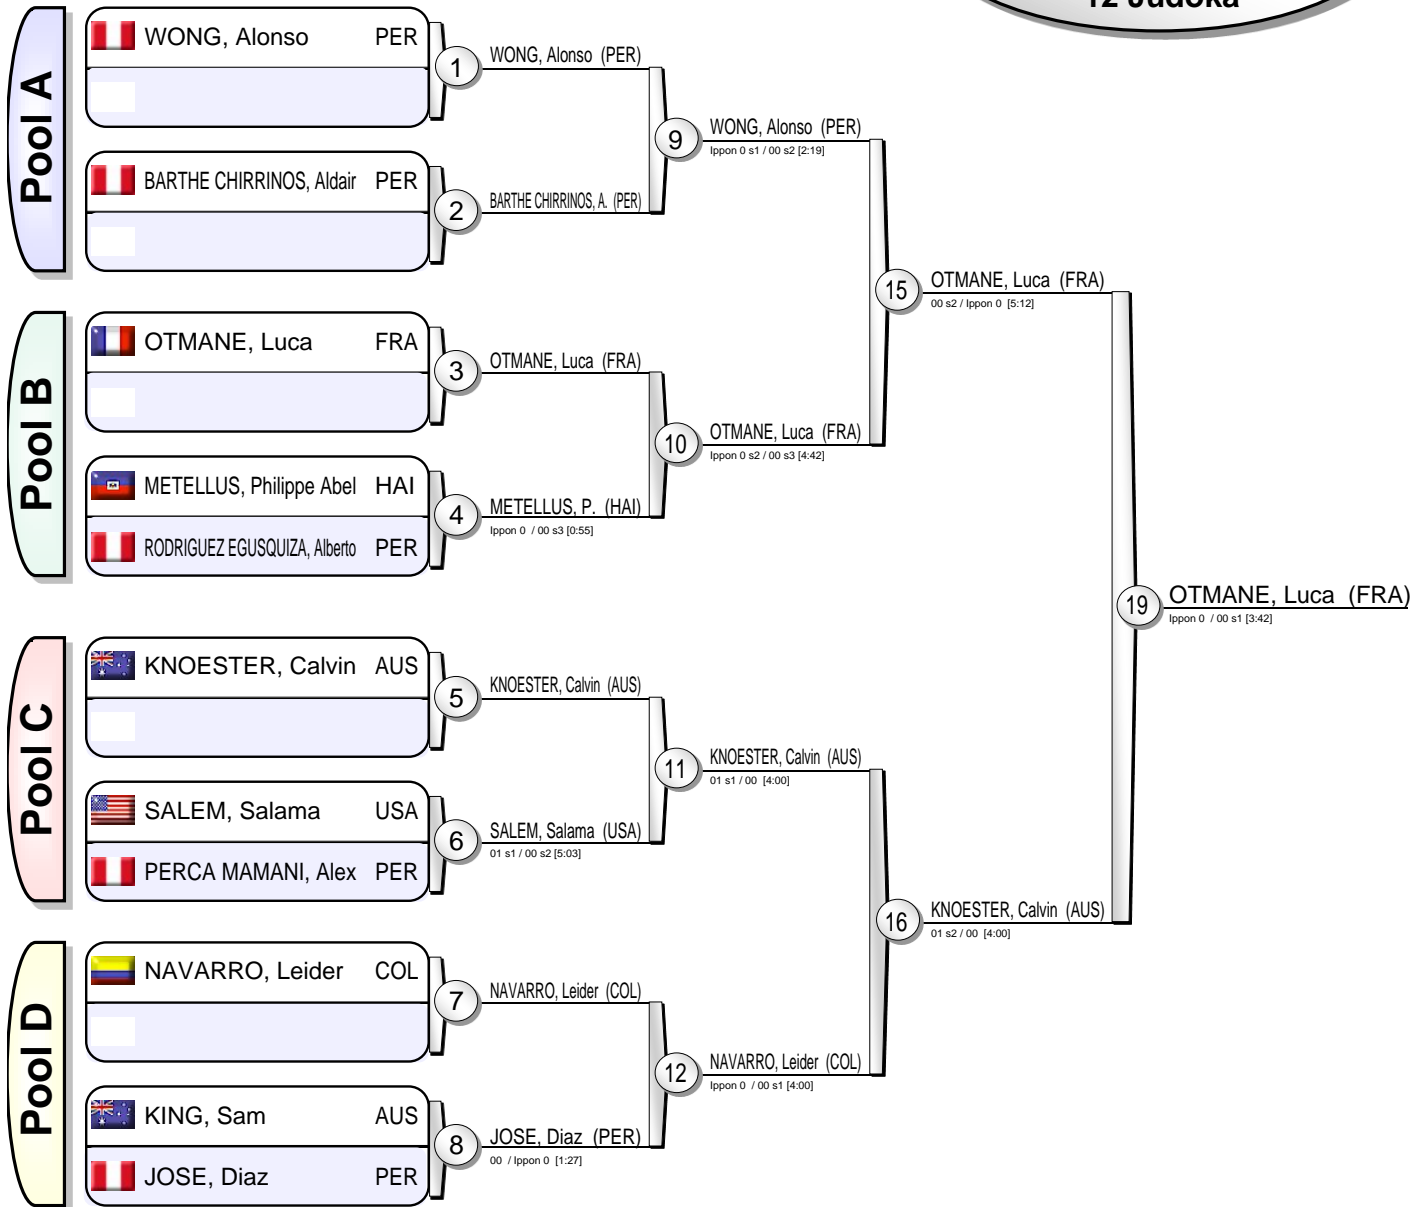 12 Judoka
Pool A
WONG, Alonso PER
1
WONG, Alonso (PER)
BARTHE CHIRRINOS, Aldair PER
2
BARTHE CHIRRINOS, A. (PER)
9
WONG, Alonso (PER)
Ippon 0 s1 / 00 s2 [2:19]
Pool B
OTMANE, Luca FRA
3
OTMANE, Luca (FRA)
METELLUS, Philippe Abel HAI
RODRIGUEZ EGUSQUIZA, Alberto PER
4
METELLUS, P. (HAI)
Ippon 0 / 00 s3 [0:55]
10
OTMANE, Luca (FRA)
Ippon 0 s2 / 00 s3 [4:42]
15
OTMANE, Luca (FRA)
00 s2 / Ippon 0 [5:12]
Pool C
KNOESTER, Calvin AUS
5
KNOESTER, Calvin (AUS)
SALEM, Salama USA
PERCA MAMANI, Alex PER
6
SALEM, Salama (USA)
01 s1 / 00 s2 [5:03]
11
KNOESTER, Calvin (AUS)
01 s1 / 00 [4:00]
Pool D
NAVARRO, Leider COL
7
NAVARRO, Leider (COL)
KING, Sam AUS
JOSE, Diaz PER
8
JOSE, Diaz (PER)
00 / Ippon 0 [1:27]
12
NAVARRO, Leider (COL)
Ippon 0 / 00 s1 [4:00]
16
KNOESTER, Calvin (AUS)
01 s2 / 00 [4:00]
19
OTMANE, Luca (FRA)
Ippon 0 / 00 s1 [3:42]